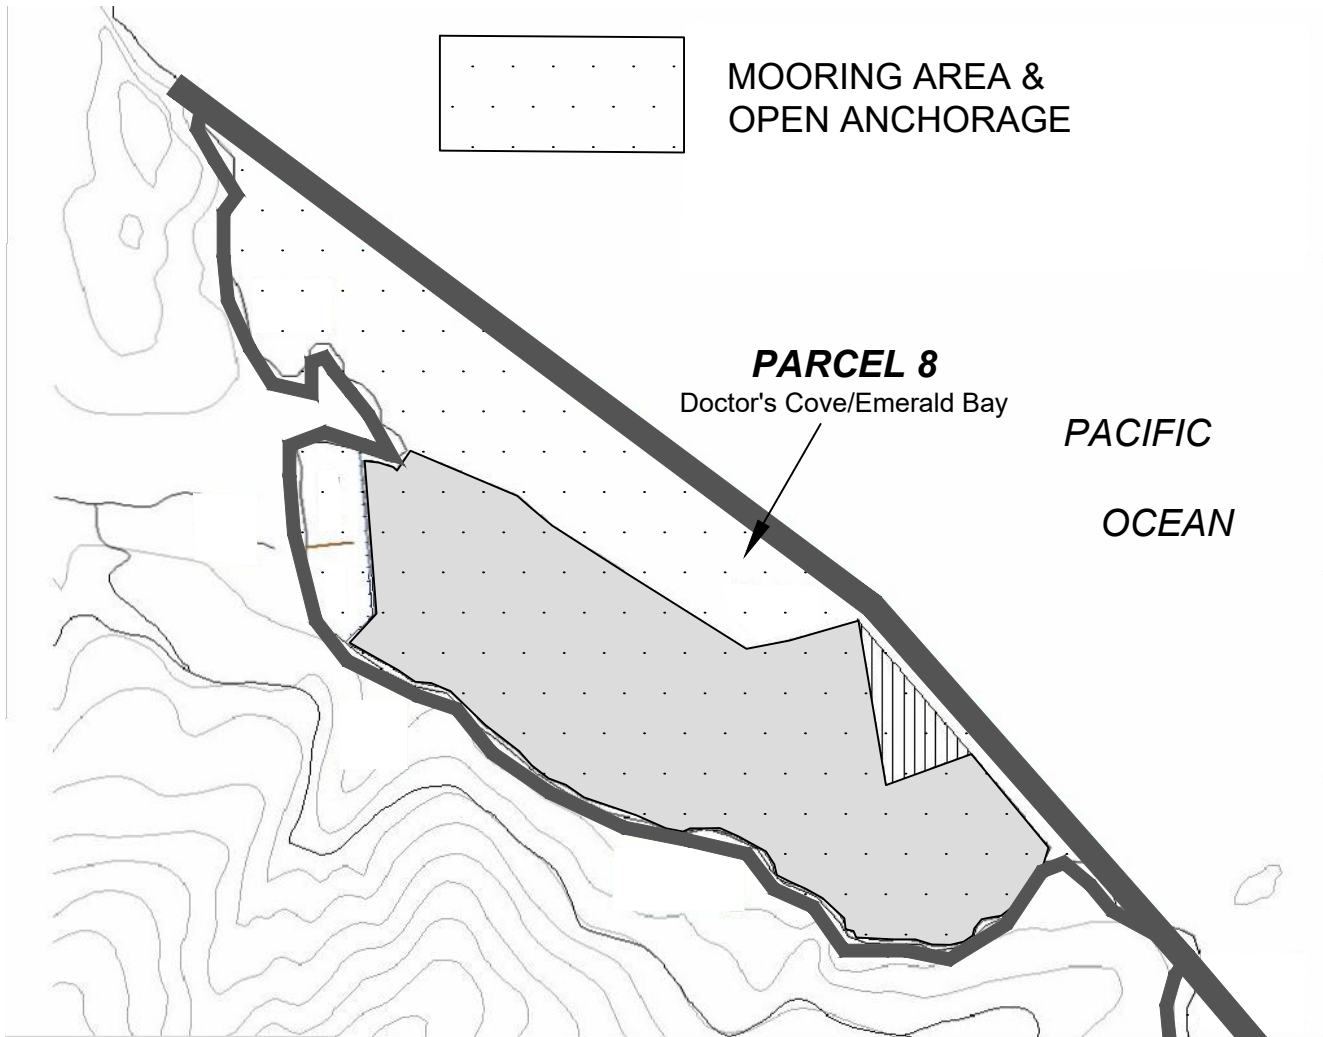 MOORING AREA &
OPEN ANCHORAGE
PARCEL 8
Doctor's Cove/Emerald Bay
PACIFIC
OCEAN